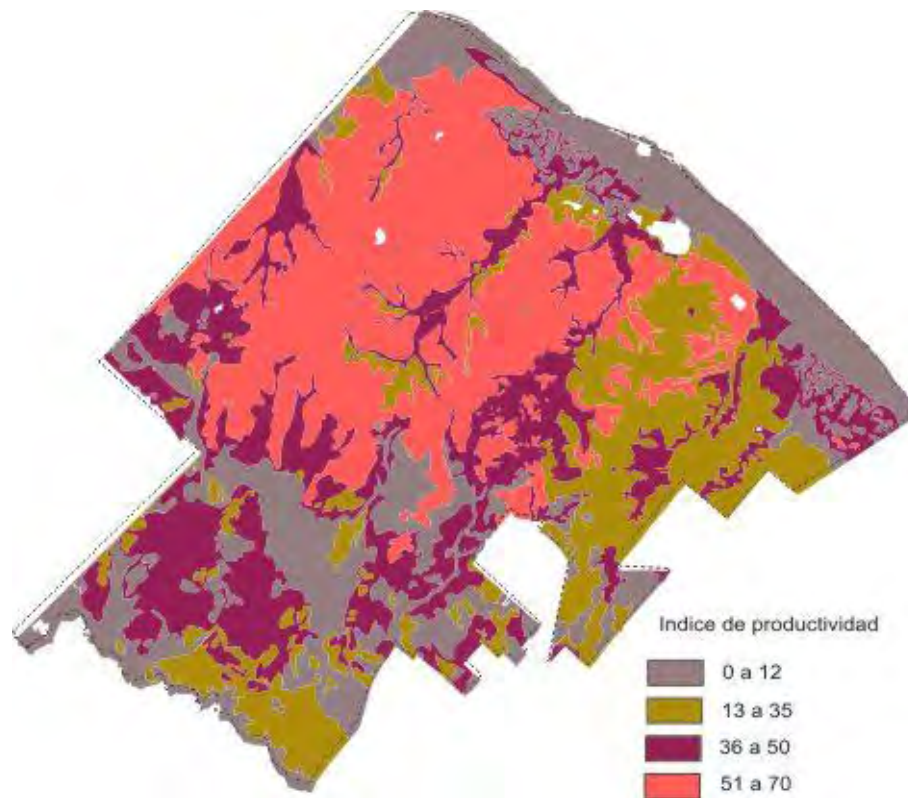 Indice de productividad
0 a 12
13 a 35
36 a 50
51 a 70